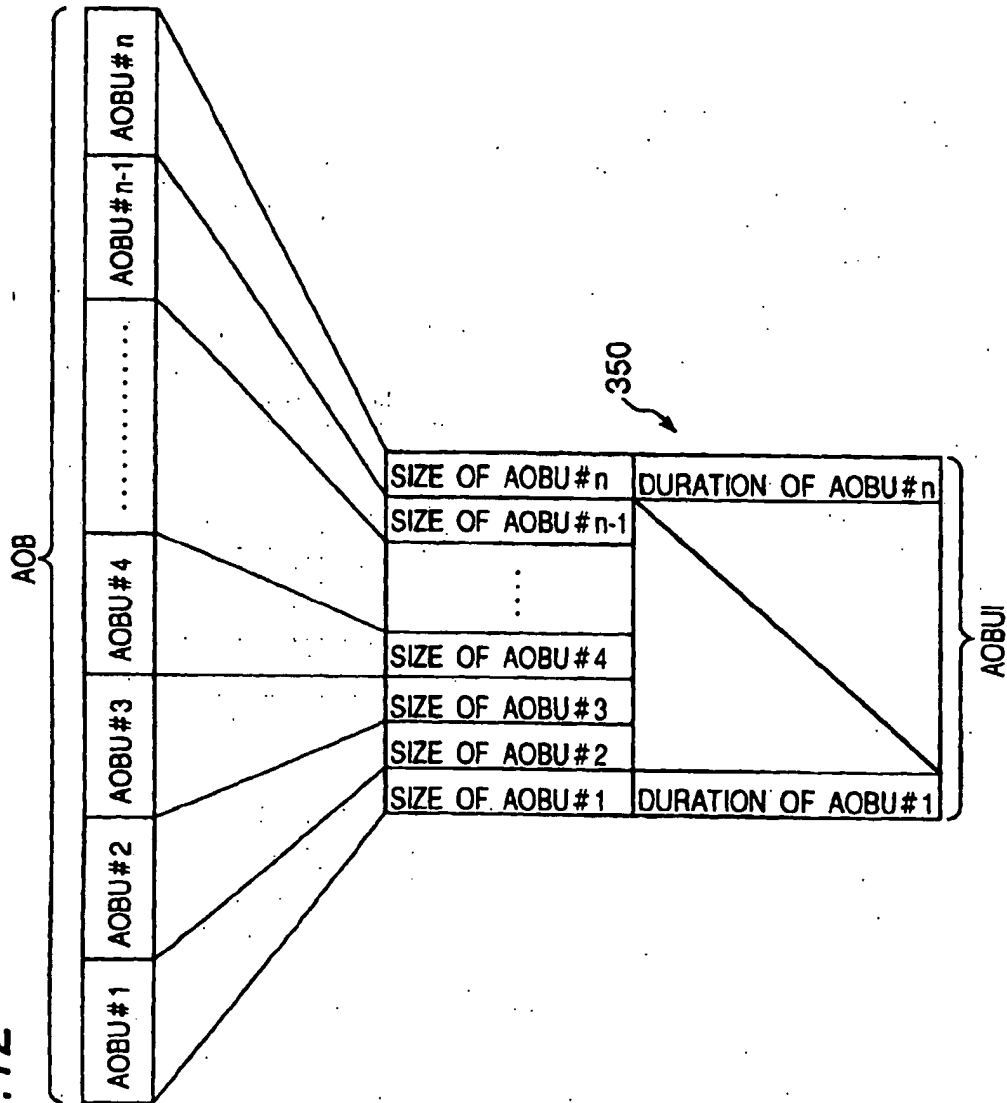 AOB
AOBU#1
AOBU#2
AOBU#3
AOBU#4
...........
AOBU#n-1
AOBU#n
350
SIZE OF AOBU#n
DURATION OF AOBU#n
SIZE OF AOBU#n-1
.....
SIZE OF AOBU#4
SIZE OF AOBU#3
SIZE OF AOBU#2
SIZE OF AOBU#1
DURATION OF AOBU#1
AOBUI